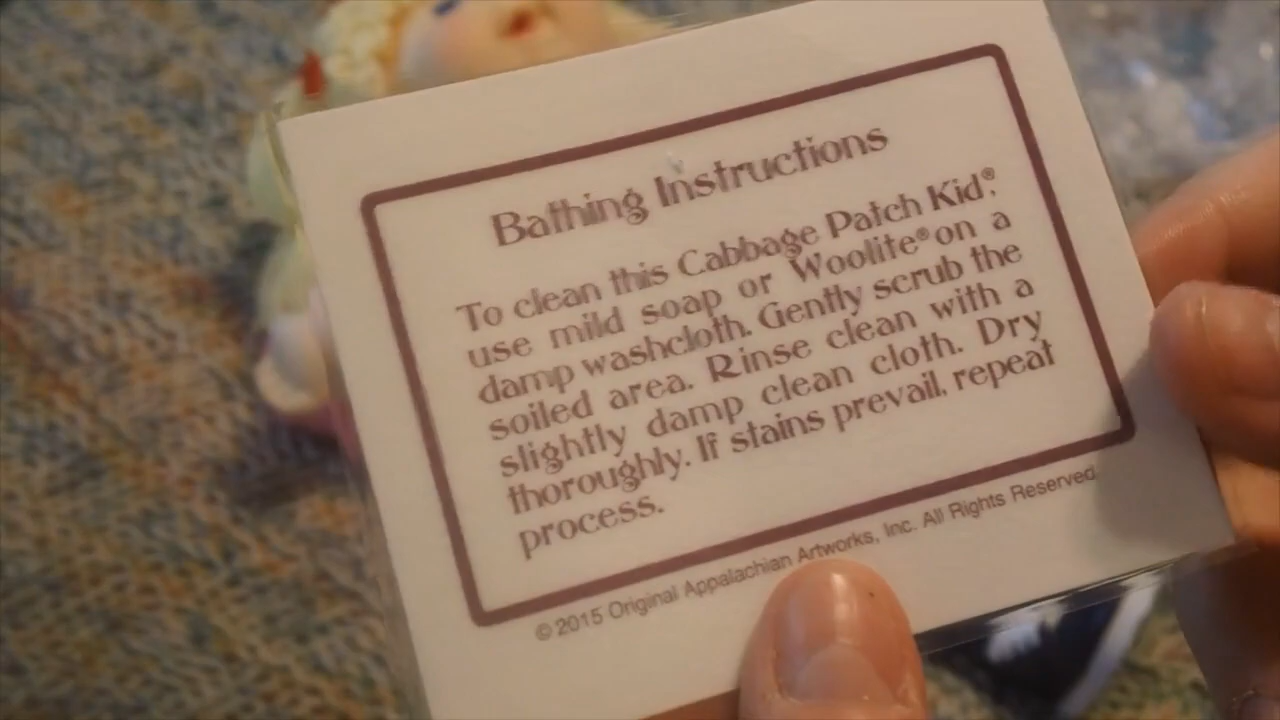 Bathing Instructions
To clean this Cabbage Patch Kid®,
use mild soap or Woolite® on a
damp washcloth. Gently scrub the
soiled area. Rinse clean with a
slightly damp clean cloth. Dry
thoroughly. If stains prevail, repeat
process.
© 2015 Original Appalachian Artworks, Inc. All Rights Reserved.